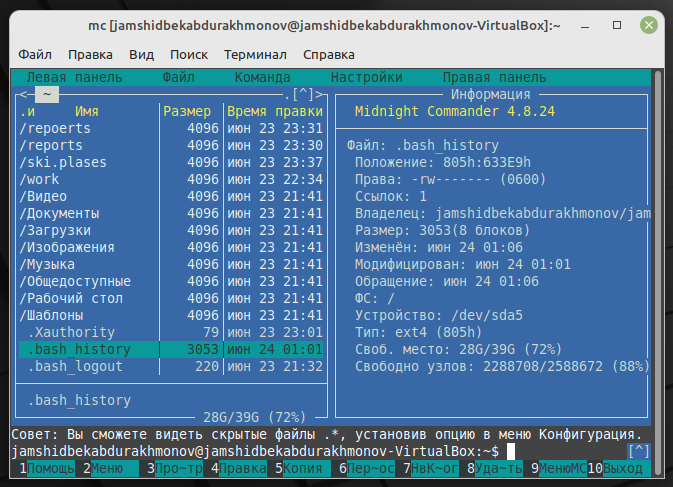 mc [jamshidbekabdurakhmonov@jamshidbekabdurakhmonov-VirtualBox]:~
Файл Правка Вид Поиск Терминал Справка
Левая панель Файл Команда Настройки Правая панель
<─ ~ .[^]>
.и Имя Размер Время правки
/repoerts 4096 июн 23 23:31
/reports 4096 июн 23 23:30
/ski.plases 4096 июн 23 23:37
/work 4096 июн 23 22:34
/Видео 4096 июн 23 21:41
/Документы 4096 июн 23 21:41
/Загрузки 4096 июн 23 21:41
/Изображения 4096 июн 23 21:41
/Музыка 4096 июн 23 21:41
/Общедоступные 4096 июн 23 21:41
/Рабочий стол 4096 июн 23 21:41
/Шаблоны 4096 июн 23 21:41
.Xauthority 79 июн 23 23:01
.bash_history 3053 июн 24 01:01
.bash_logout 220 июн 23 21:32
.bash_history
28G/39G (72%)
Информация
Midnight Commander 4.8.24
Файл: .bash_history
Положение: 805h:633E9h
Права: -rw------- (0600)
Ссылок: 1
Владелец: jamshidbekabdurakhmonov/jam
Размер: 3053(8 блоков)
Изменён: июн 24 01:06
Модифицирован: июн 24 01:01
Обращение: июн 24 01:06
ФС: /
Устройство: /dev/sda5
Тип: ext4 (805h)
Своб. место: 28G/39G (72%)
Свободно узлов: 2288708/2588672 (88%)
Совет: Вы сможете видеть скрытые файлы .*, установив опцию в меню Конфигурация.
jamshidbekabdurakhmonov@jamshidbekabdurakhmonov-VirtualBox:~$ [^]
1Помощь 2Меню 3Про~тр 4Правка 5Копия 6Пер~ос 7НвК~ог 8Уда~ть 9МенюMC 10Выход